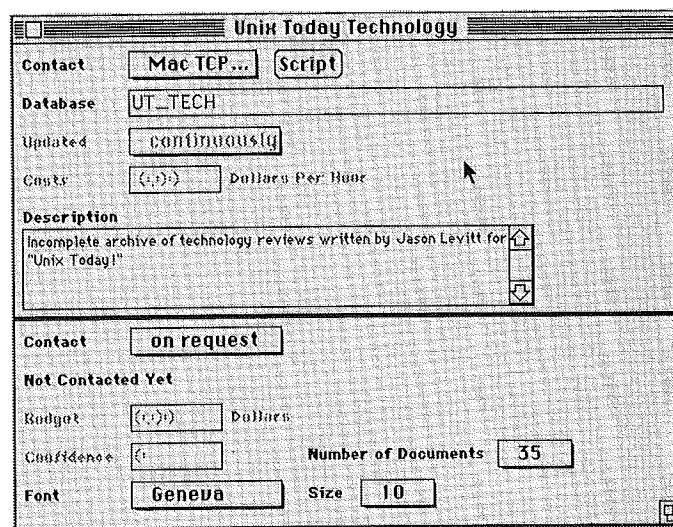 Unix Today Technology
Contact Mac TCP... Script
Database UT_TECH
Updated continuously
Costs Dollars Per Hour
Description
Incomplete archive of technology reviews written by Jason Levitt for
"Unix Today!"
Contact on request
Not Contacted Yet
Budget Dollars
Confidence Number of Documents 35
Font Geneva Size 10